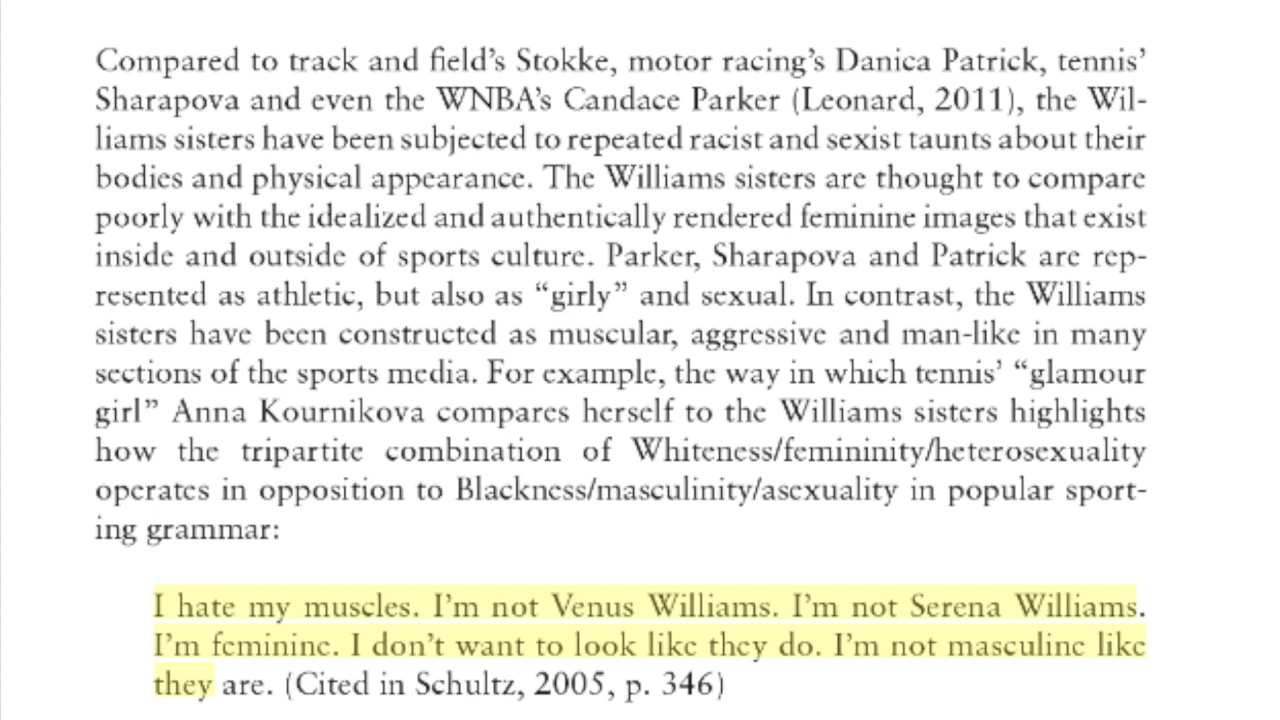 Compared to track and field’s Stokke, motor racing’s Danica Patrick, tennis’
Sharapova and even the WNBA’s Candace Parker (Leonard, 2011), the Wil-
liams sisters have been subjected to repeated racist and sexist taunts about their
bodies and physical appearance. The Williams sisters are thought to compare
poorly with the idealized and authentically rendered feminine images that exist
inside and outside of sports culture. Parker, Sharapova and Patrick are rep-
resented as athletic, but also as “girly” and sexual. In contrast, the Williams
sisters have been constructed as muscular, aggressive and man-like in many
sections of the sports media. For example, the way in which tennis’ “glamour
girl” Anna Kournikova compares herself to the Williams sisters highlights
how the tripartite combination of Whiteness/femininity/heterosexuality
operates in opposition to Blackness/masculinity/asexuality in popular sport-
ing grammar:
I hate my muscles. I’m not Venus Williams. I’m not Serena Williams.
I’m feminine. I don’t want to look like they do. I’m not masculine like
they are. (Cited in Schultz, 2005, p. 346)